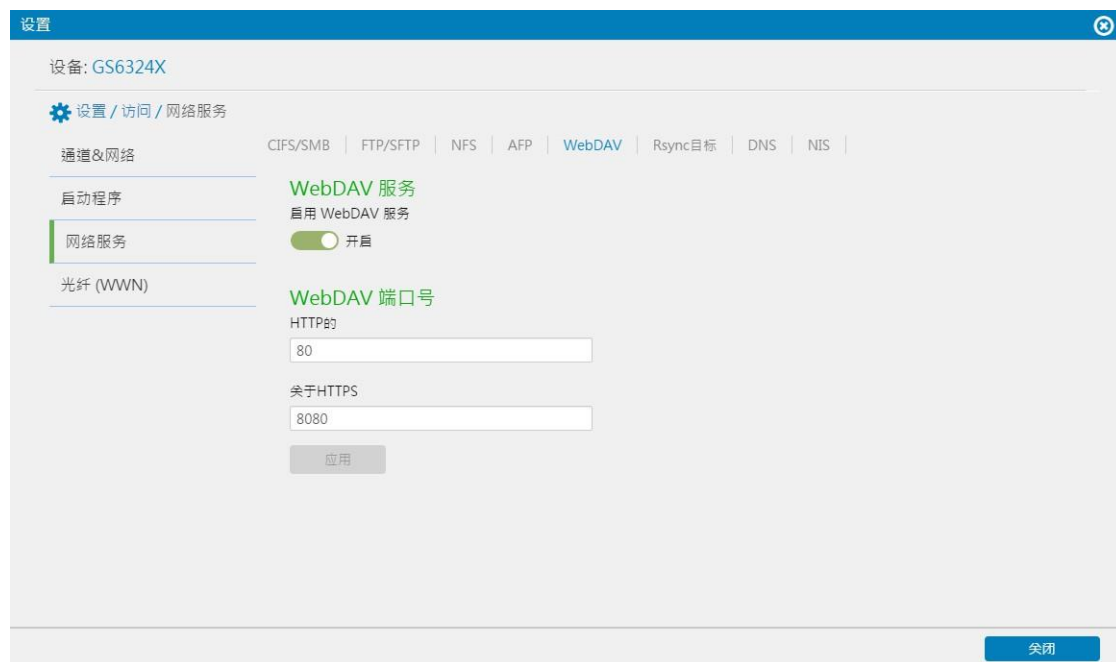 设置
设备: GS6324X
设置 / 访问 / 网络服务
通道&网络
启动程序
网络服务
光纤 (WWN)
CIFS/SMB | FTP/SFTP | NFS | AFP | WebDAV | Rsync目标 | DNS | NIS |
WebDAV 服务
启用 WebDAV 服务
开启
WebDAV 端口号
HTTP的
80
关于HTTPS
8080
应用
关闭